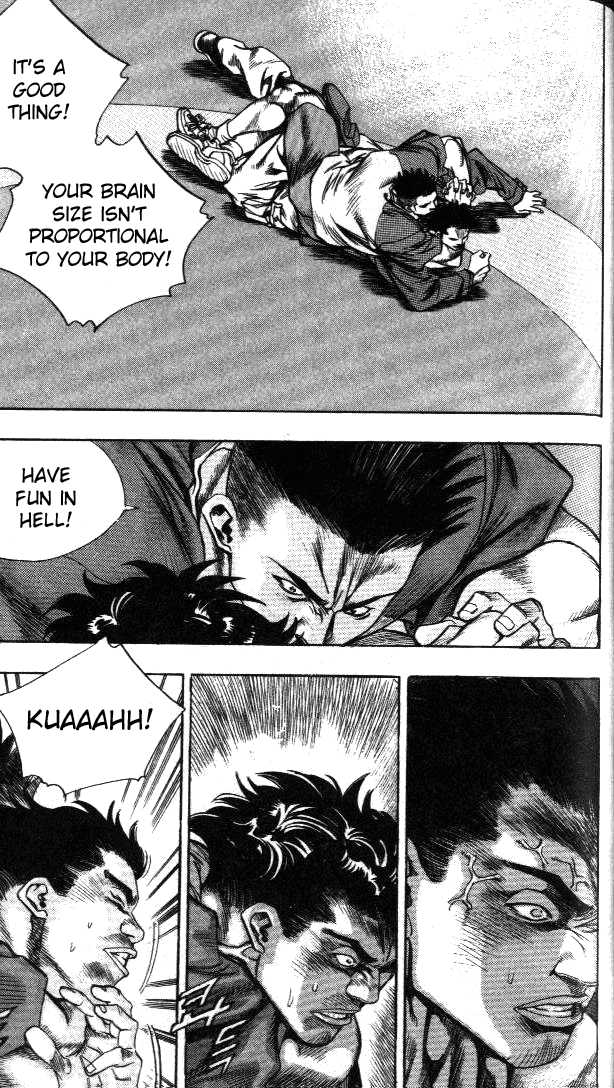 IT'S A
GOOD
THING!
YOUR BRAIN
SIZE ISN'T
PROPORTIONAL
TO YOUR BODY!
HAVE
FUN IN
HELL!
KUAAAHH!